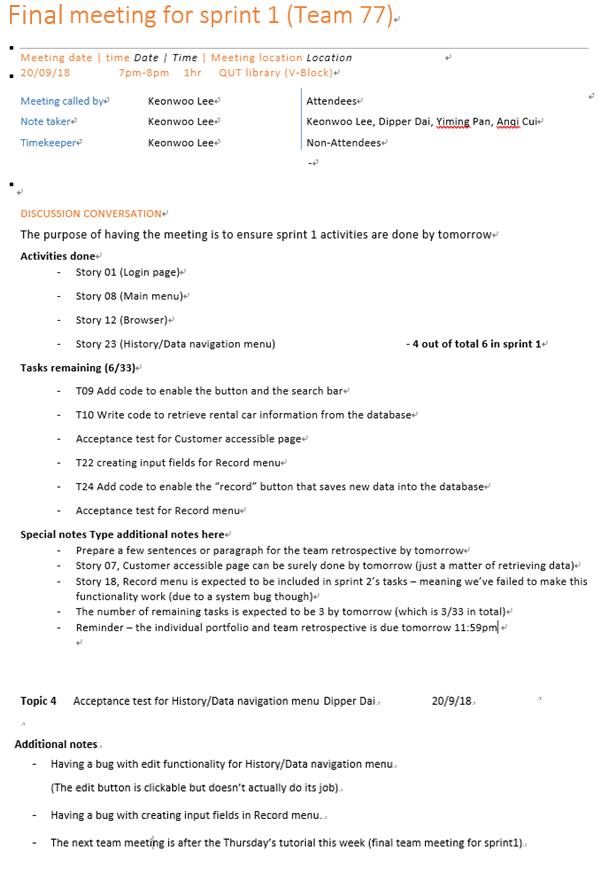 Final meeting for sprint 1 (Team 77)
Meeting date | time Date | Time | Meeting location Location
20/09/18 7pm-8pm 1hr QUT library (V-Block)
Meeting called by Keonwoo Lee Attendees
Note taker Keonwoo Lee Keonwoo Lee, Dipper Dai, Yiming Pan, Anqi Cui
Timekeeper Keonwoo Lee Non-Attendees
-
DISCUSSION CONVERSATION
The purpose of having the meeting is to ensure sprint 1 activities are done by tomorrow
Activities done
- Story 01 (Login page)
- Story 08 (Main menu)
- Story 12 (Browser)
- Story 23 (History/Data navigation menu) - 4 out of total 6 in sprint 1
Tasks remaining (6/33)
- T09 Add code to enable the button and the search bar
- T10 Write code to retrieve rental car information from the database
- Acceptance test for Customer accessible page
- T22 creating input fields for Record menu
- T24 Add code to enable the “record” button that saves new data into the database
- Acceptance test for Record menu
Special notes Type additional notes here
- Prepare a few sentences or paragraph for the team retrospective by tomorrow
- Story 07, Customer accessible page can be surely done by tomorrow (just a matter of retrieving data)
- Story 18, Record menu is expected to be included in sprint 2’s tasks – meaning we’ve failed to make this
functionality work (due to a system bug though)
- The number of remaining tasks is expected to be 3 by tomorrow (which is 3/33 in total)
- Reminder – the individual portfolio and team retrospective is due tomorrow 11:59pm
Topic 4 Acceptance test for History/Data navigation menu Dipper Dai 20/9/18
Additional notes
- Having a bug with edit functionality for History/Data navigation menu
(The edit button is clickable but doesn’t actually do its job)
- Having a bug with creating input fields in Record menu.
- The next team meeting is after the Thursday’s tutorial this week (final team meeting for sprint1)